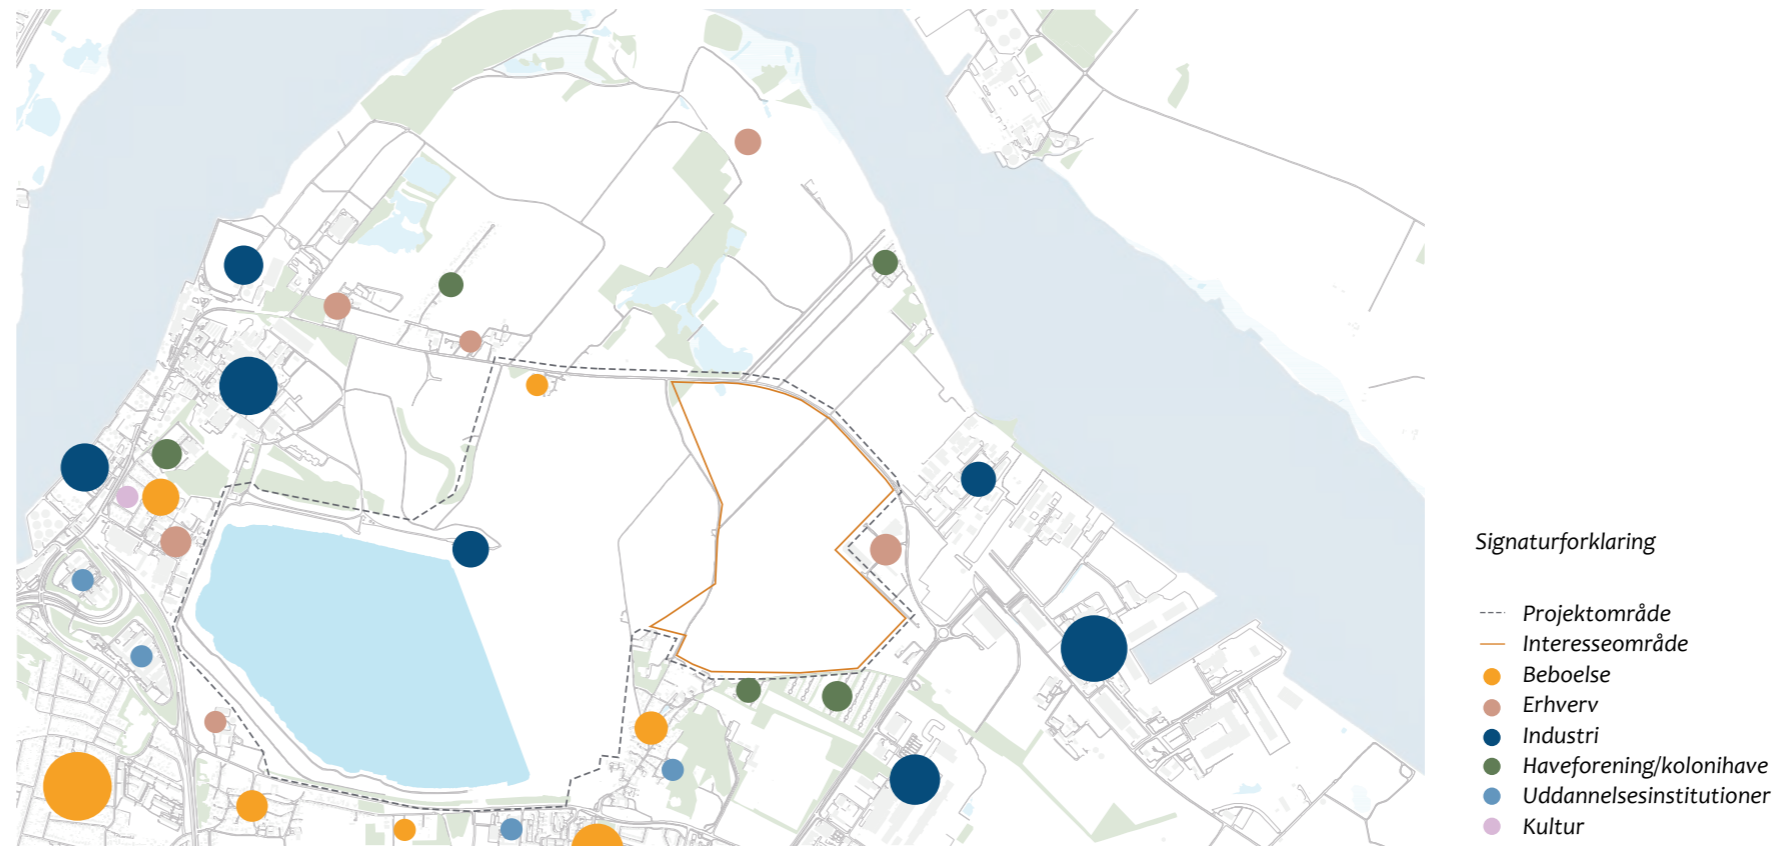 Signaturforklaring
Projektområde
Interesseområde
Beboelse
Erhverv
Industri
Haveforening/kolonihave
Uddannelsesinstitutioner
Kultur